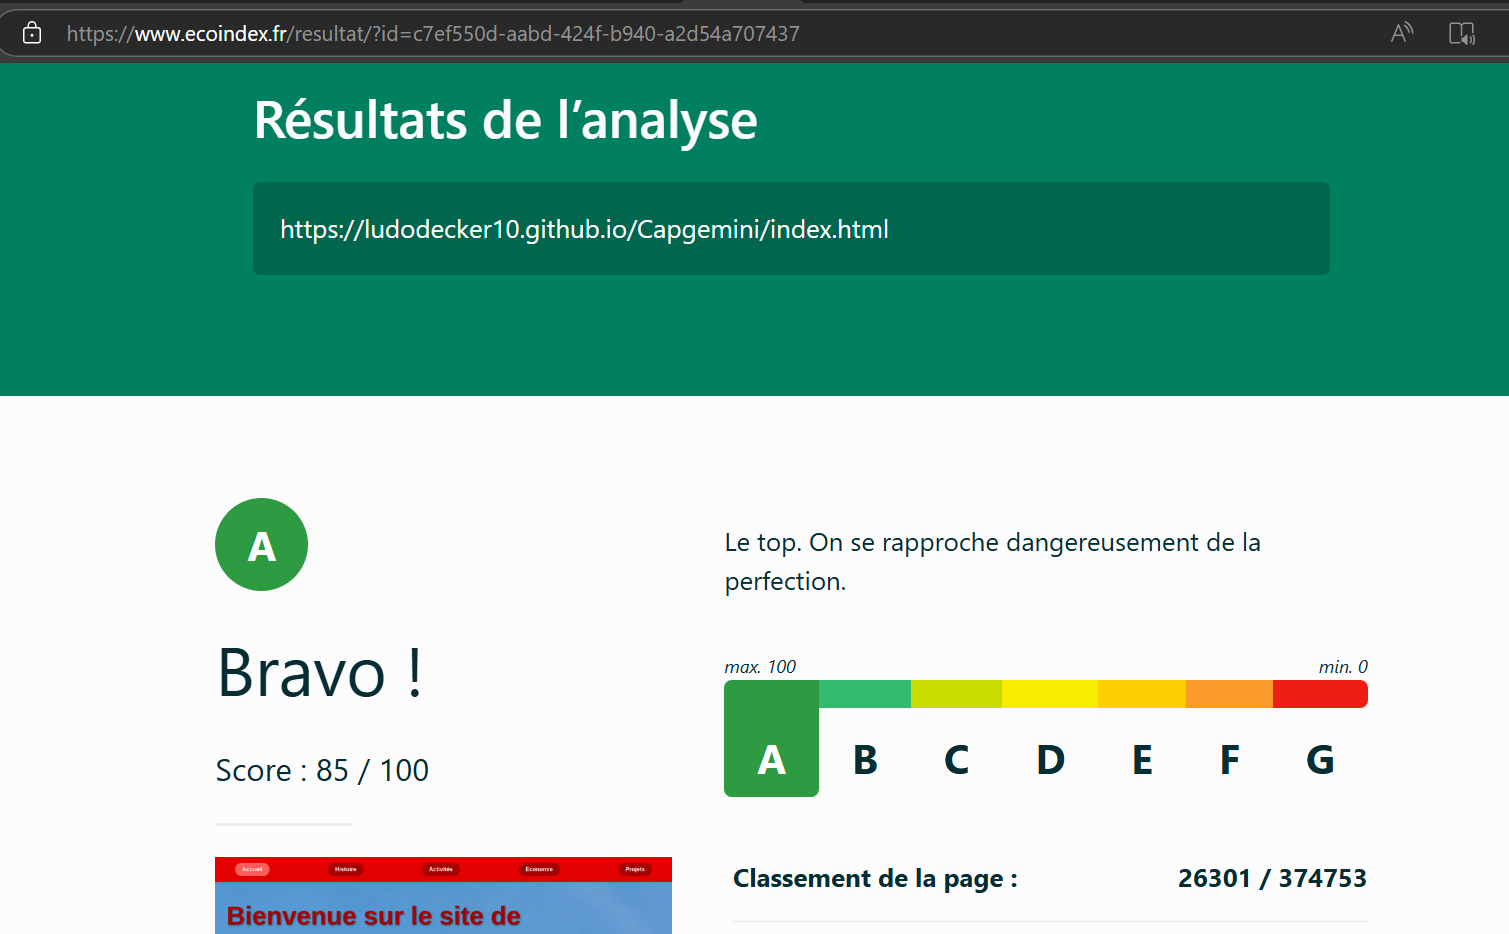 https://www.ecoindex.fr/resultat/?id=c7ef550d-aabd-424f-b940-a2d54a707437
Résultats de l’analyse
https://ludodecker10.github.io/Capgemini/index.html
A
Bravo !
Score : 85 / 100
Accueil
Histoire
Activités
Economie
Projets
Bienvenue sur le site de
Le top. On se rapproche dangereusement de la
perfection.
max. 100
min. 0
A B C D E F G
Classement de la page : 26301 / 374753